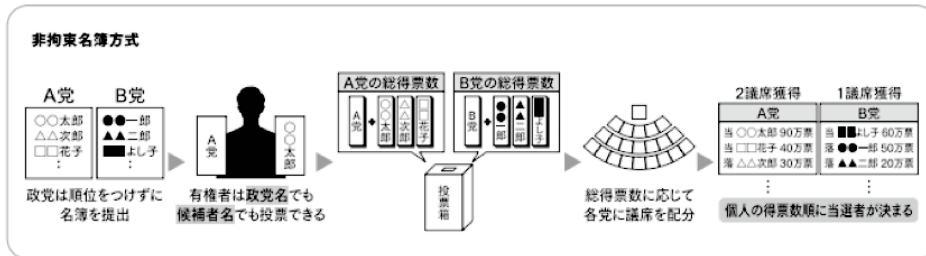 非拘束名簿方式
A党
○○太郎
△△次郎
□□花子
:
B党
●●一郎
▲▲二郎
■■よし子
:
政党は順位をつけずに
名簿を提出
A党
○○太郎
有権者は政党名でも
候補者名でも投票できる
A党の総得票数
A党
+
○○太郎
△△次郎
□□花子
B党の総得票数
B党
+
●●一郎
▲▲二郎
■■よし子
投票箱
総得票数に応じて
各党に議席を配分
2議席獲得
A党
当 ○○太郎 90万票
当 □□花子 40万票
落 △△次郎 30万票
:
1議席獲得
B党
当 ■■よし子 60万票
落 ●●一郎 50万票
落 ▲▲二郎 20万票
:
個人の得票数順に当選者が決まる